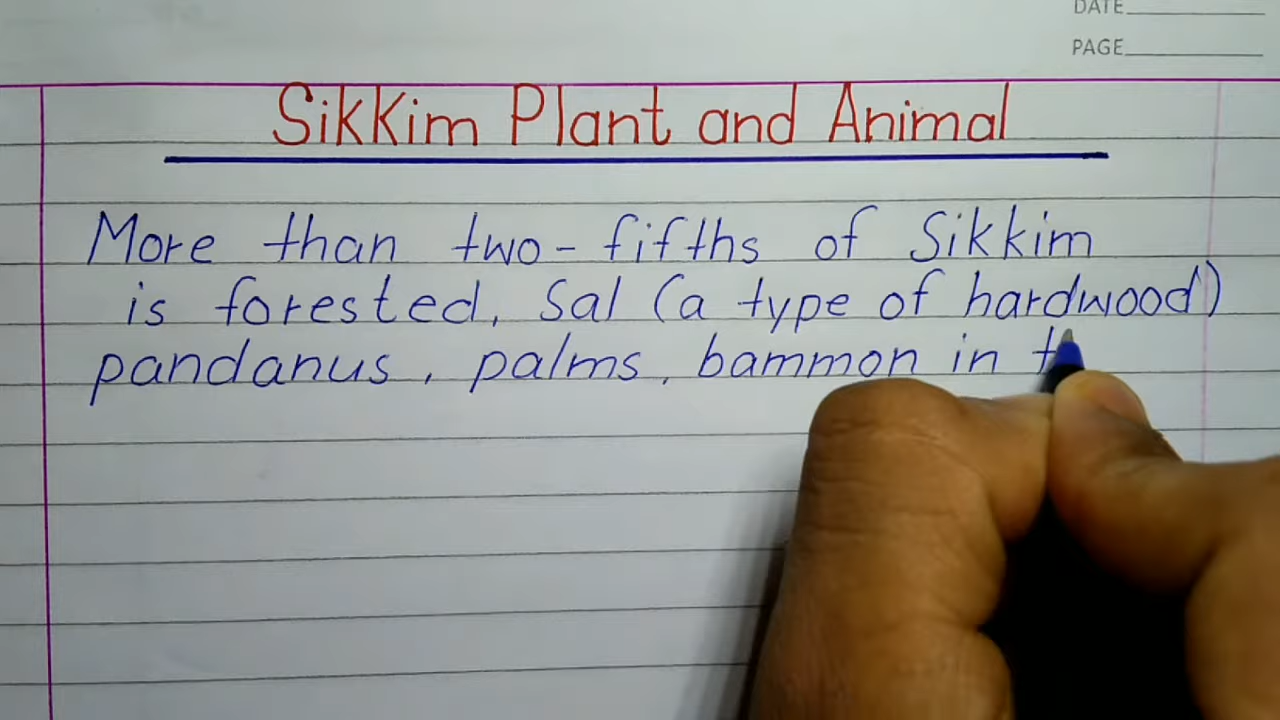 DATE
PAGE
Sikkim Plant and Animal
More than two-fifths of Sikkim
is forested, Sal (a type of hardwood)
pandanus, palms, bammon in t